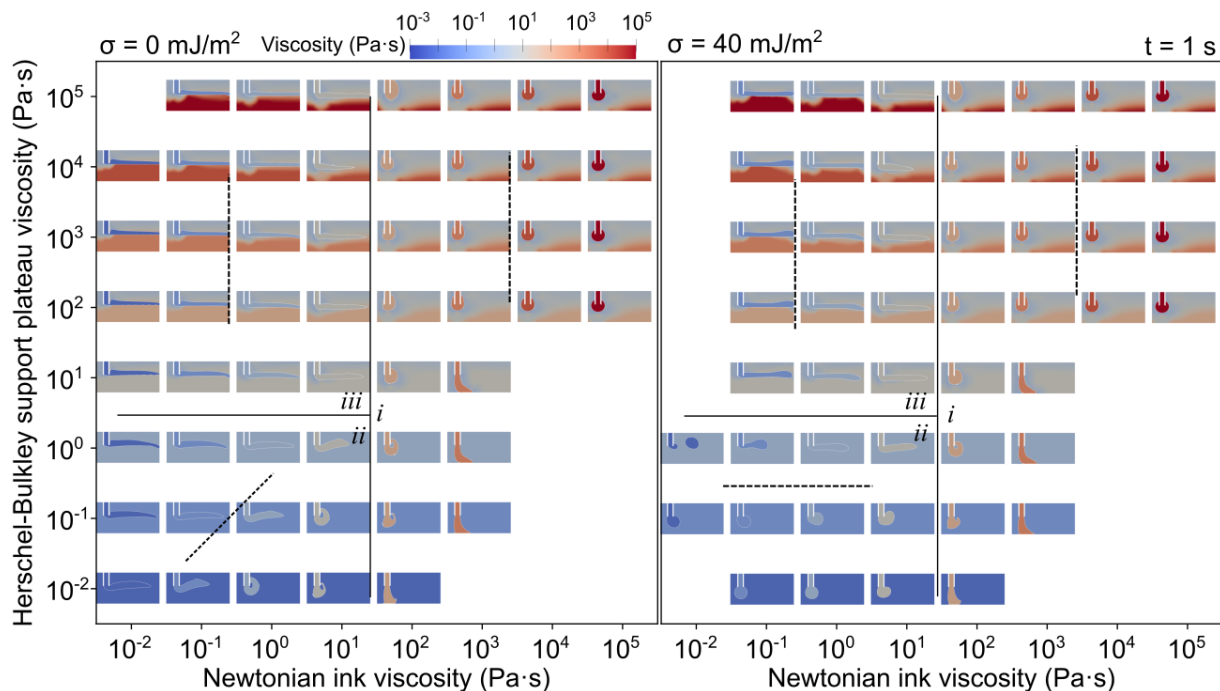 σ = 0 mJ/m²
Viscosity (Pa·s)
10⁻³ 10⁻¹ 10¹ 10³ 10⁵
σ = 40 mJ/m²
t = 1 s
Herschel-Bulkley support plateau viscosity (Pa·s)
10⁵
10⁴
10³
10²
10¹
10⁰
10⁻¹
10⁻²
iii
i
ii
iii
i
ii
10⁻² 10⁻¹ 10⁰ 10¹ 10² 10³ 10⁴ 10⁵
10⁻² 10⁻¹ 10⁰ 10¹ 10² 10³ 10⁴ 10⁵
Newtonian ink viscosity (Pa·s)
Newtonian ink viscosity (Pa·s)